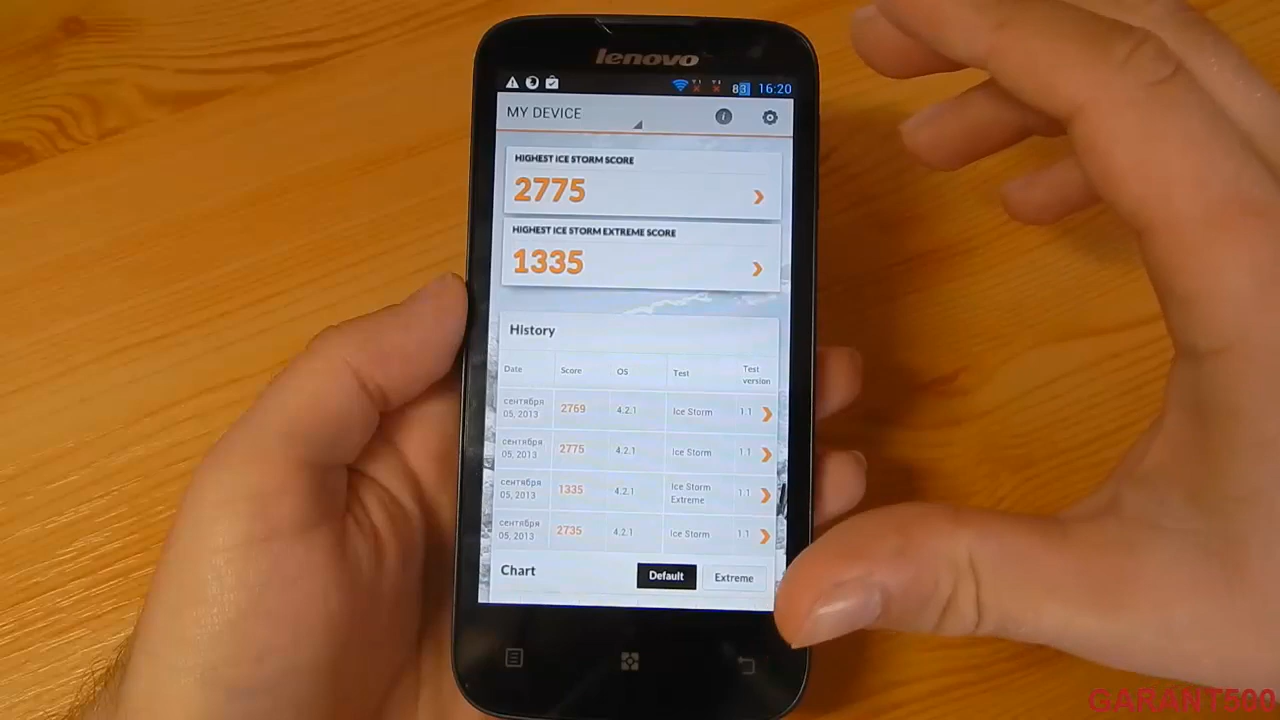 lenovo
83 16:20
MY DEVICE
HIGHEST ICE STORM SCORE
2775
HIGHEST ICE STORM EXTREME SCORE
1335
History
Date Score OS Test Test version
сентября 05, 2013 2769 4.2.1 Ice Storm 1.1
сентября 05, 2013 2775 4.2.1 Ice Storm 1.1
сентября 05, 2013 1335 4.2.1 Ice Storm Extreme 1.1
сентября 05, 2013 2735 4.2.1 Ice Storm 1.1
Chart Default Extreme
GARANT500